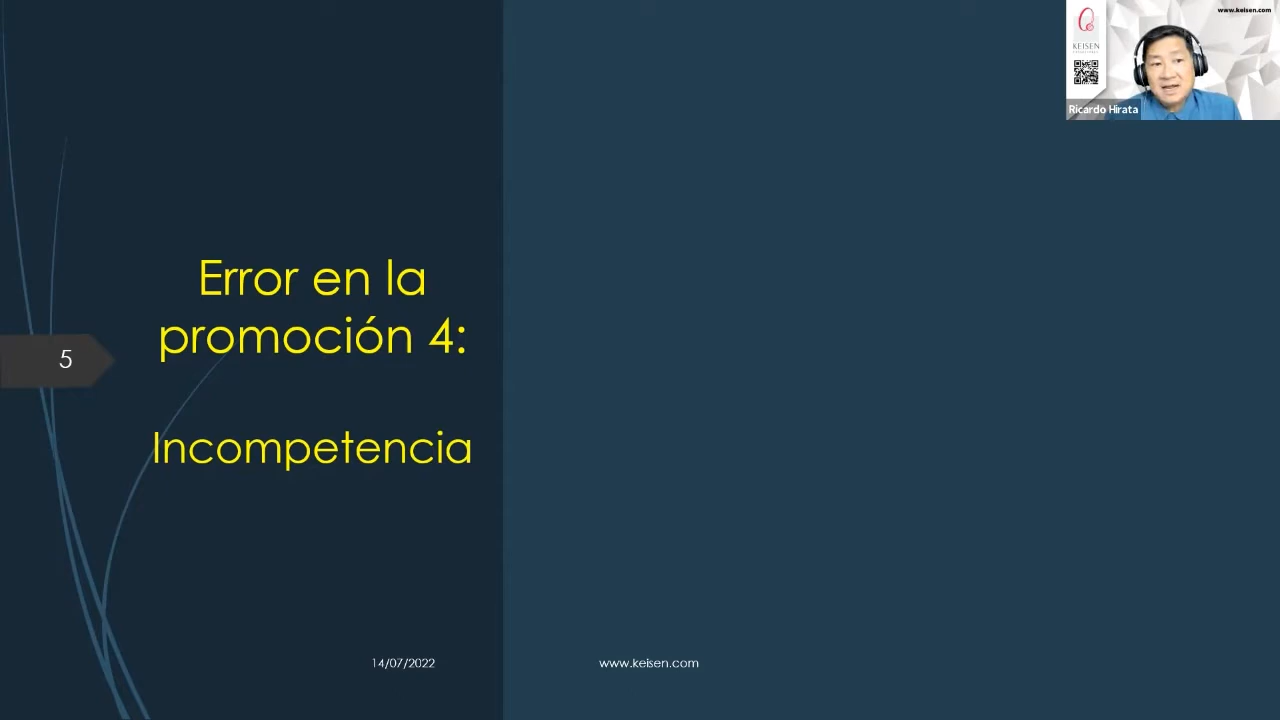 www.keisen.com
KEISEN
Ricardo Hirata
Error en la
promoción 4:
5
Incompetencia
14/07/2022
www.keisen.com